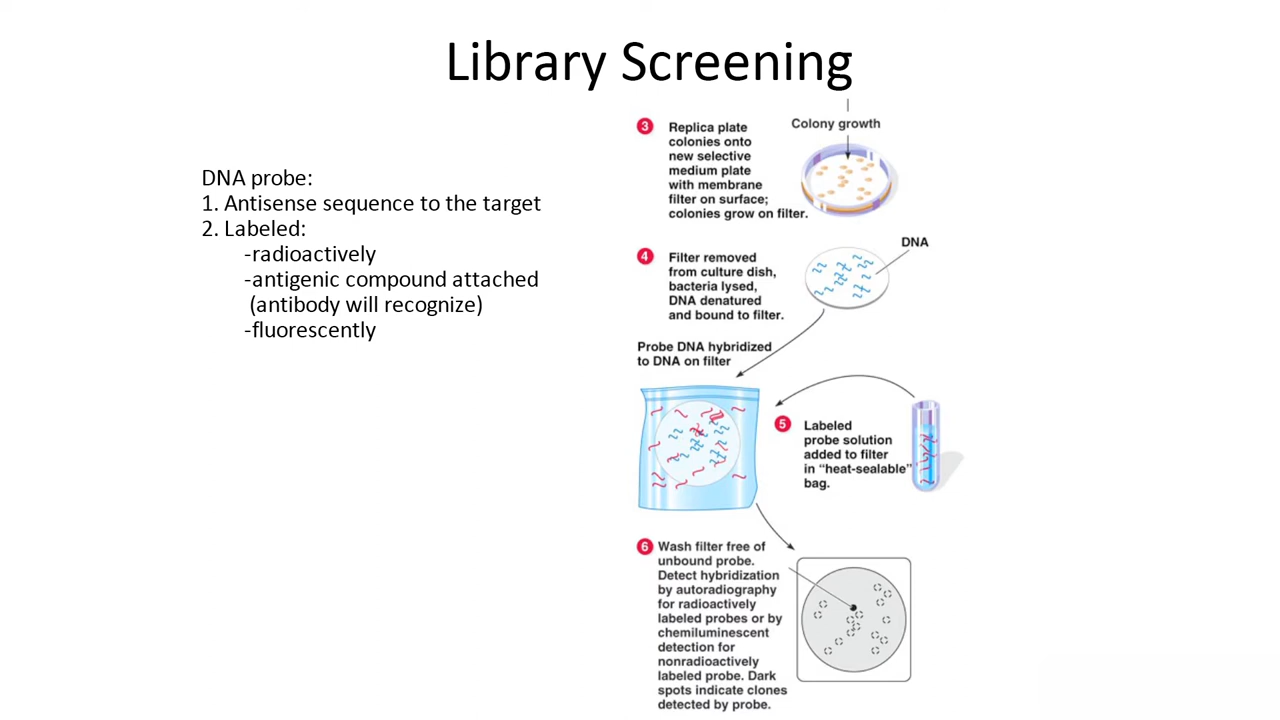 Library Screening
DNA probe:
1. Antisense sequence to the target
2. Labeled:
-radioactively
-antigenic compound attached
(antibody will recognize)
-fluorescently
3 Replica plate
colonies onto
new selective
medium plate
with membrane
filter on surface;
colonies grow on filter.
Colony growth
4 Filter removed
from culture dish,
bacteria lysed,
DNA denatured
and bound to filter.
DNA
Probe DNA hybridized
to DNA on filter
5 Labeled
probe solution
added to filter
in “heat-sealable”
bag.
6 Wash filter free of
unbound probe.
Detect hybridization
by autoradiography
for radioactively
labeled probes or by
chemiluminescent
detection for
nonradioactively
labeled probe. Dark
spots indicate clones
detected by probe.